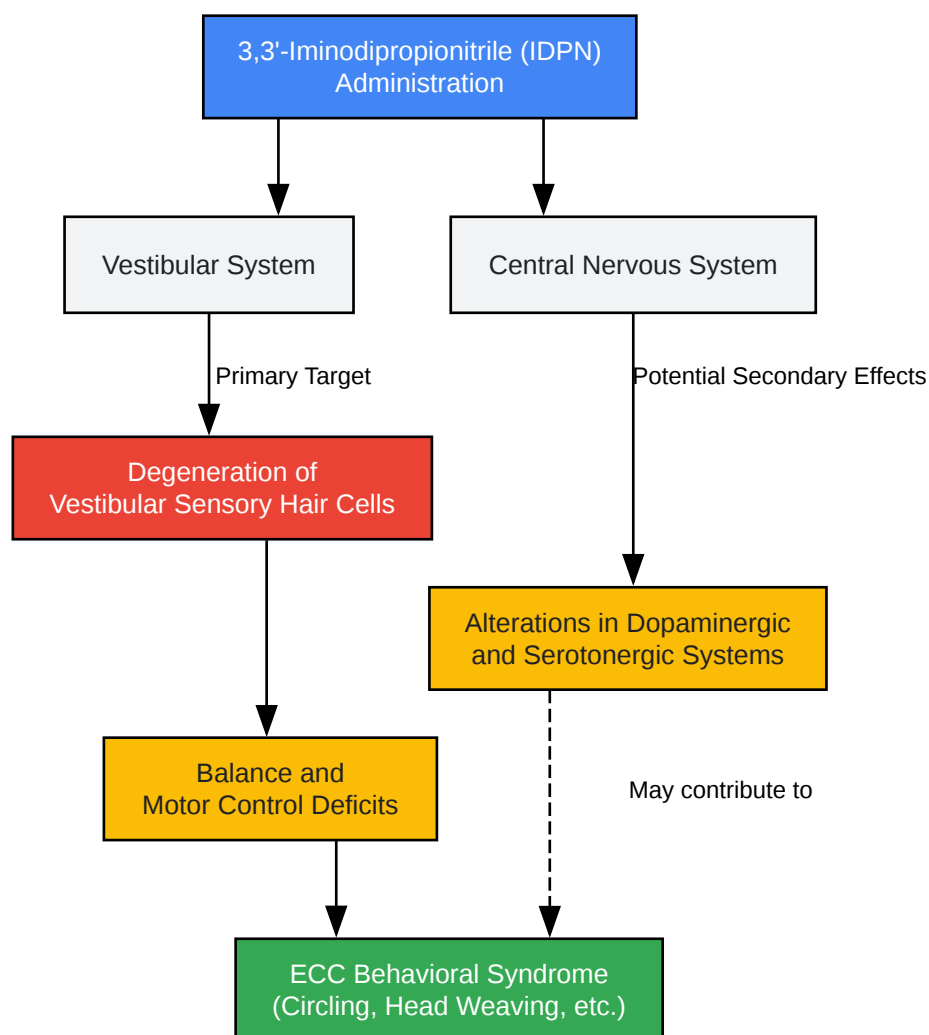 3,3'-Iminodipropionitrile (IDPN)
Administration
Vestibular System
Central Nervous System
Primary Target
Potential Secondary Effects
Degeneration of
Vestibular Sensory Hair Cells
Alterations in Dopaminergic
and Serotonergic Systems
Balance and
Motor Control Deficits
May contribute to
ECC Behavioral Syndrome
(Circling, Head Weaving, etc.)